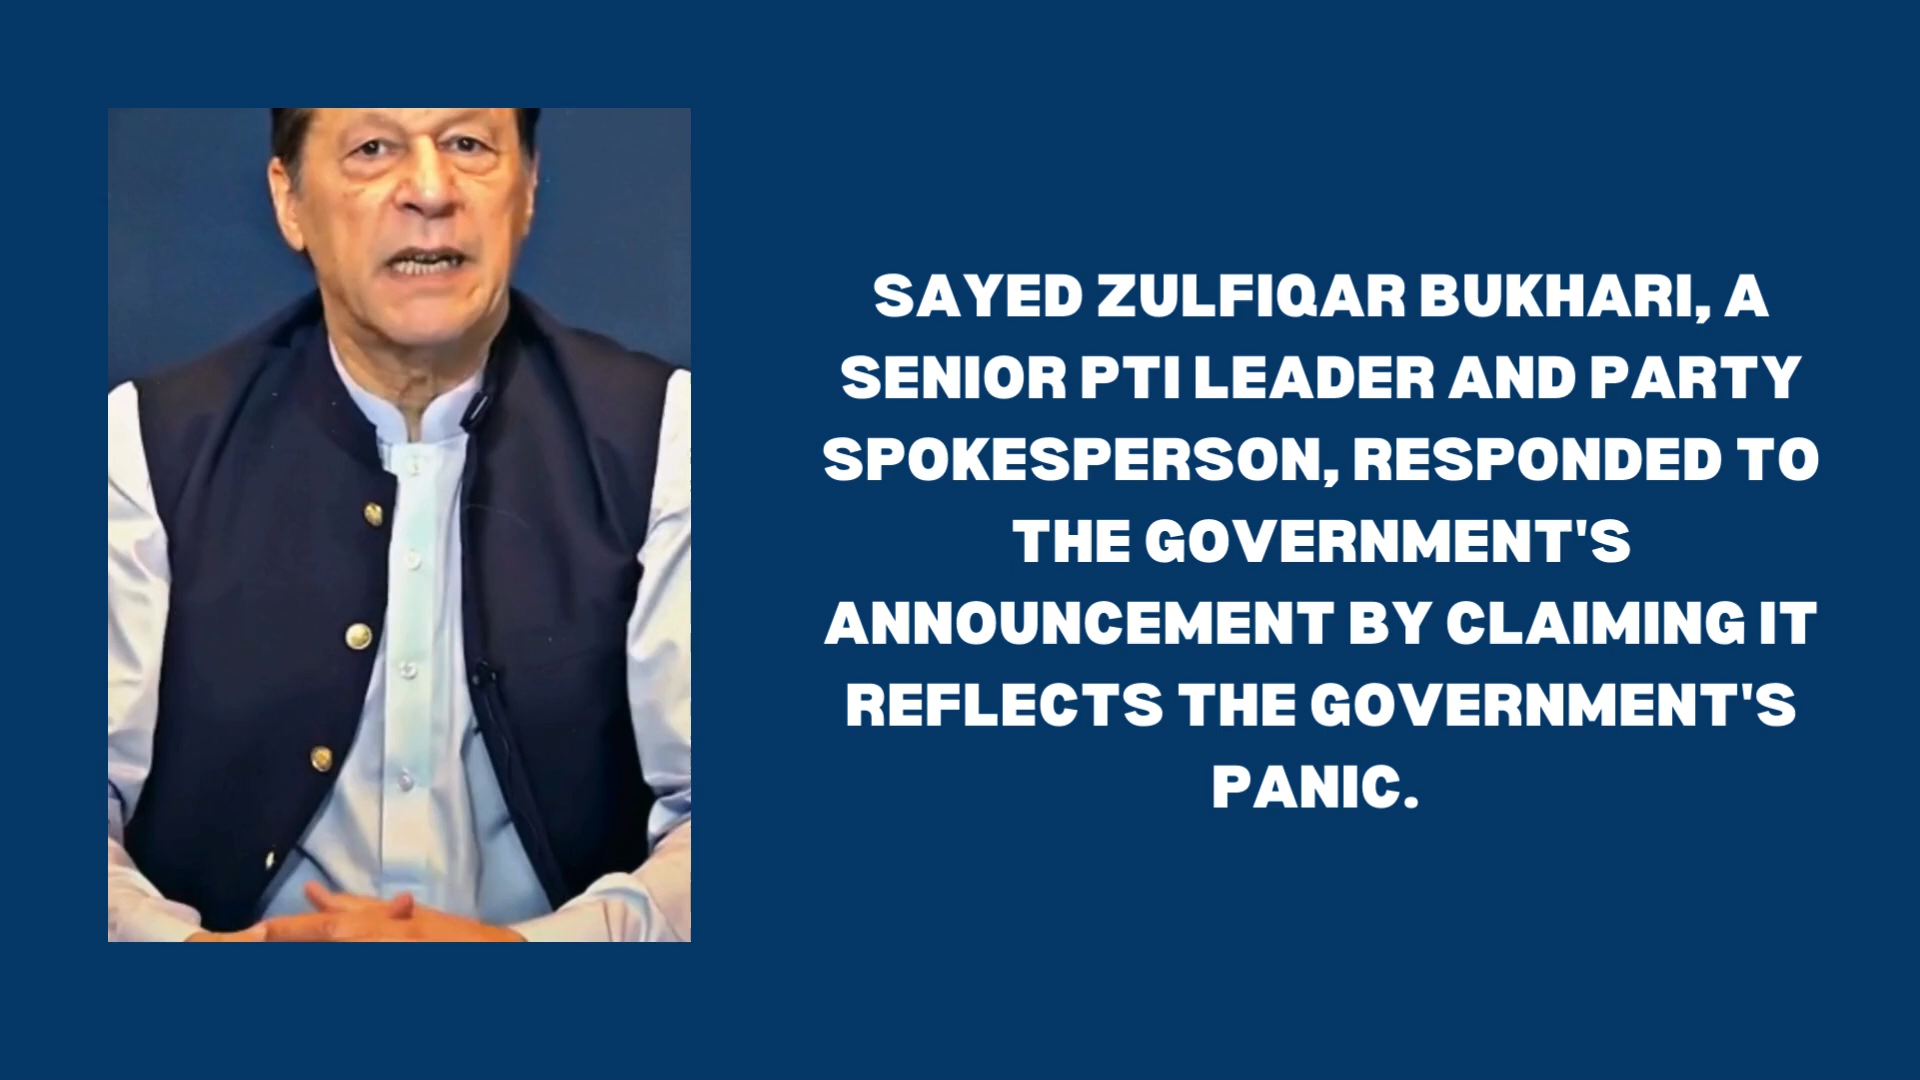 SAYED ZULFIQAR BUKHARI, A
SENIOR PTI LEADER AND PARTY
SPOKESPERSON, RESPONDED TO
THE GOVERNMENT'S
ANNOUNCEMENT BY CLAIMING IT
REFLECTS THE GOVERNMENT'S
PANIC.